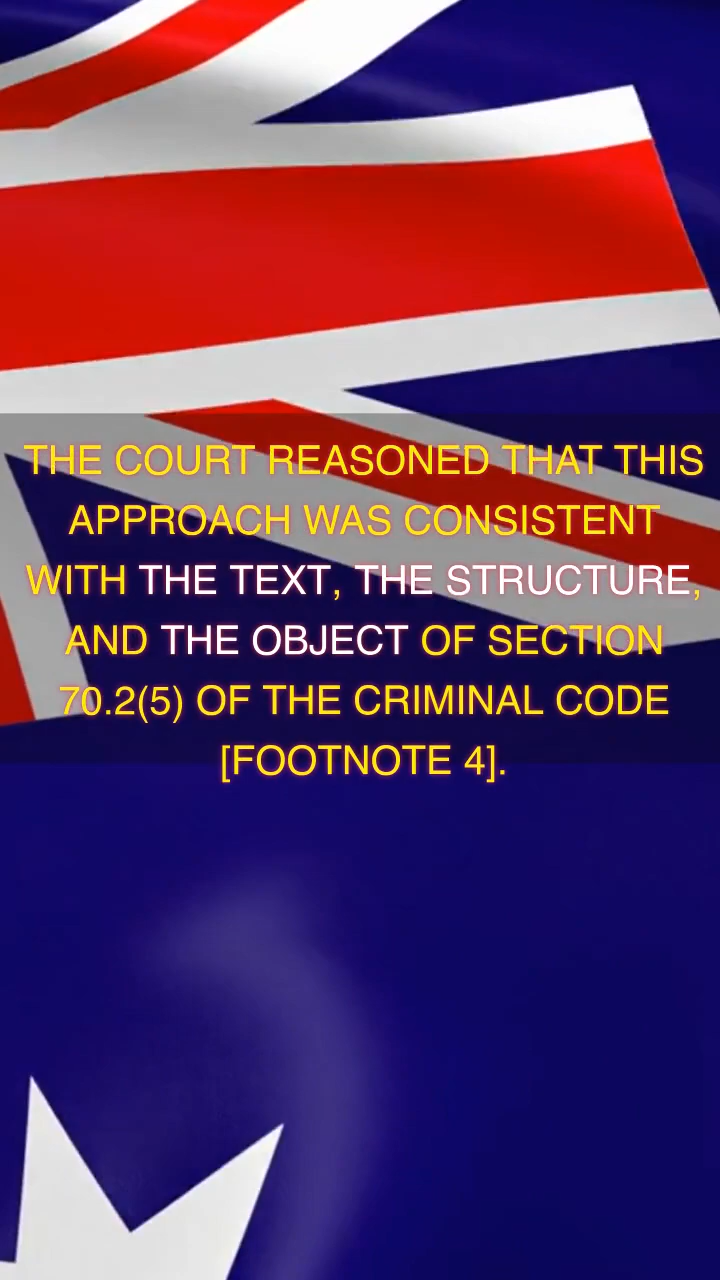 THE COURT REASONED THAT THIS
APPROACH WAS CONSISTENT
WITH THE TEXT, THE STRUCTURE,
AND THE OBJECT OF SECTION
70.2(5) OF THE CRIMINAL CODE
[FOOTNOTE 4].